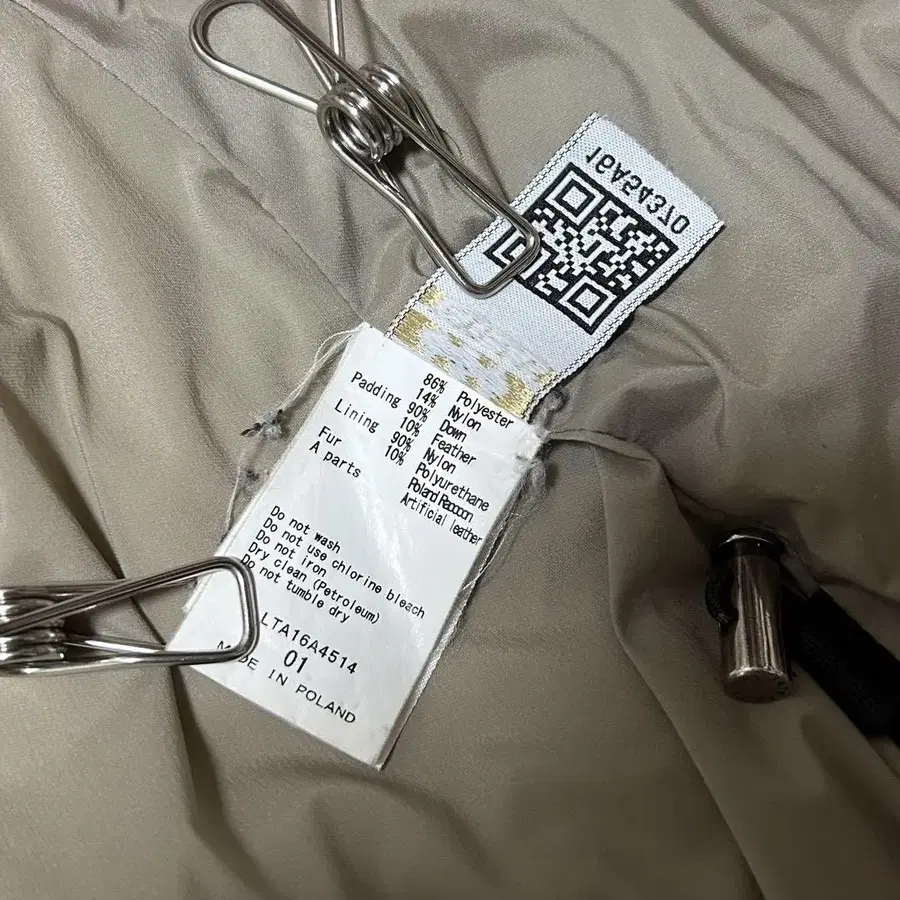 16A54370
86% Polyester
14% Nylon
Padding 90% Down
10% Feather
Lining 90% Nylon
10% Polyurethane
Fur Poland Racoon
A parts Artificial leather
Do not wash
Do not use chlorine bleach
Do not iron
Dry clean (Petroleum)
Do not tumble dry
LTA16A4514
01
MADE IN POLAND